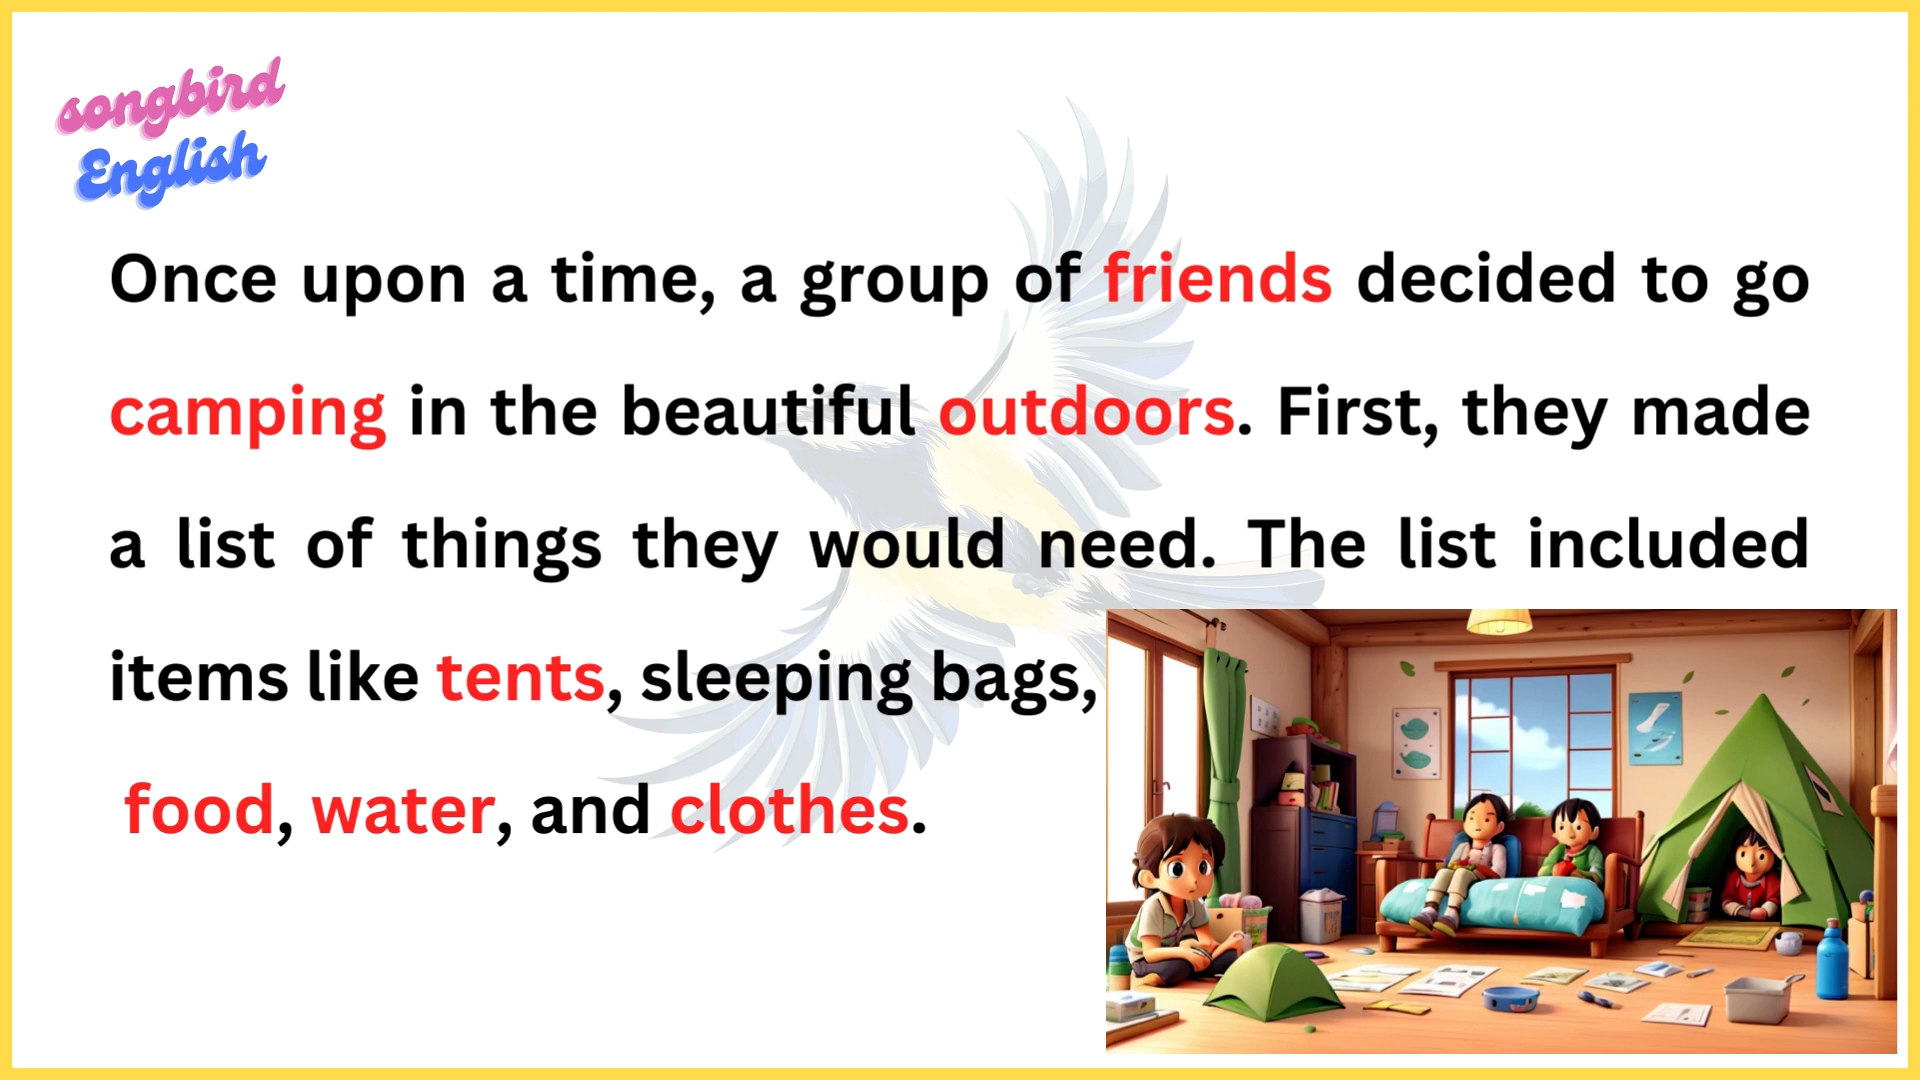 songbird
English
Once upon a time, a group of friends decided to go
camping in the beautiful outdoors. First, they made
a list of things they would need. The list included
items like tents, sleeping bags,
food, water, and clothes.